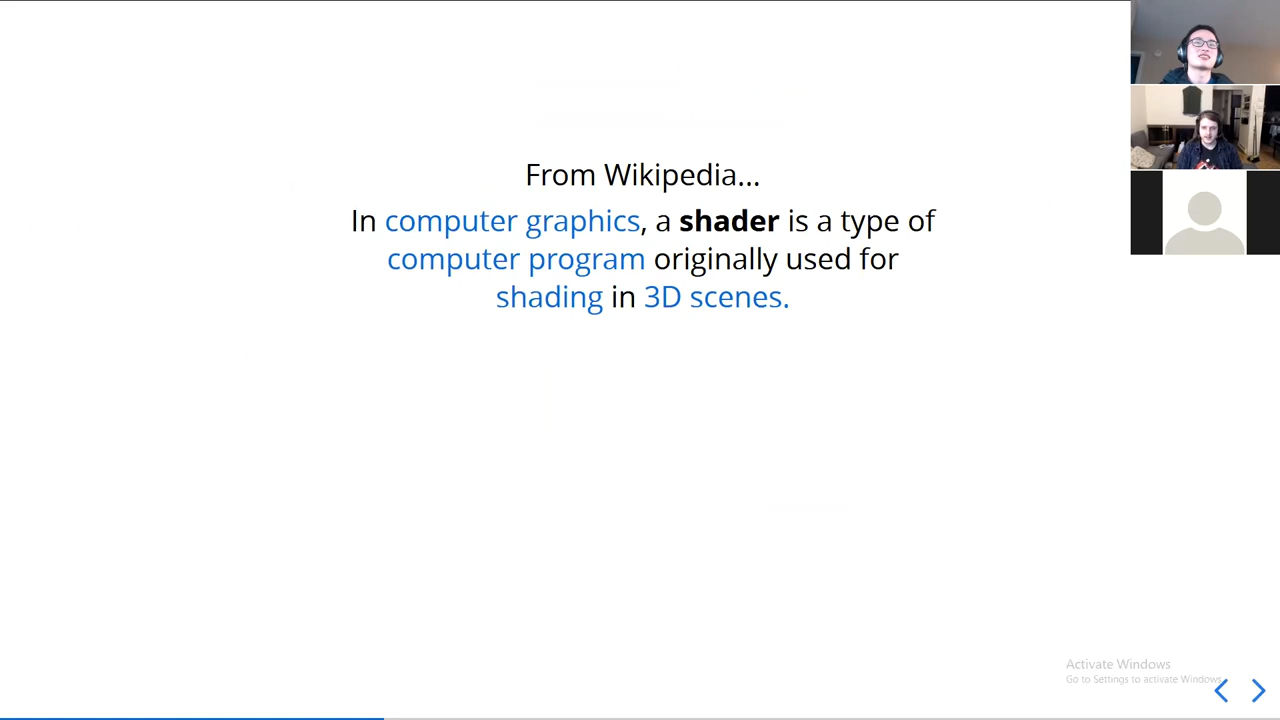 From Wikipedia...
In computer graphics, a shader is a type of
computer program originally used for
shading in 3D scenes.
Activate Windows
Go to Settings to activate Windows.